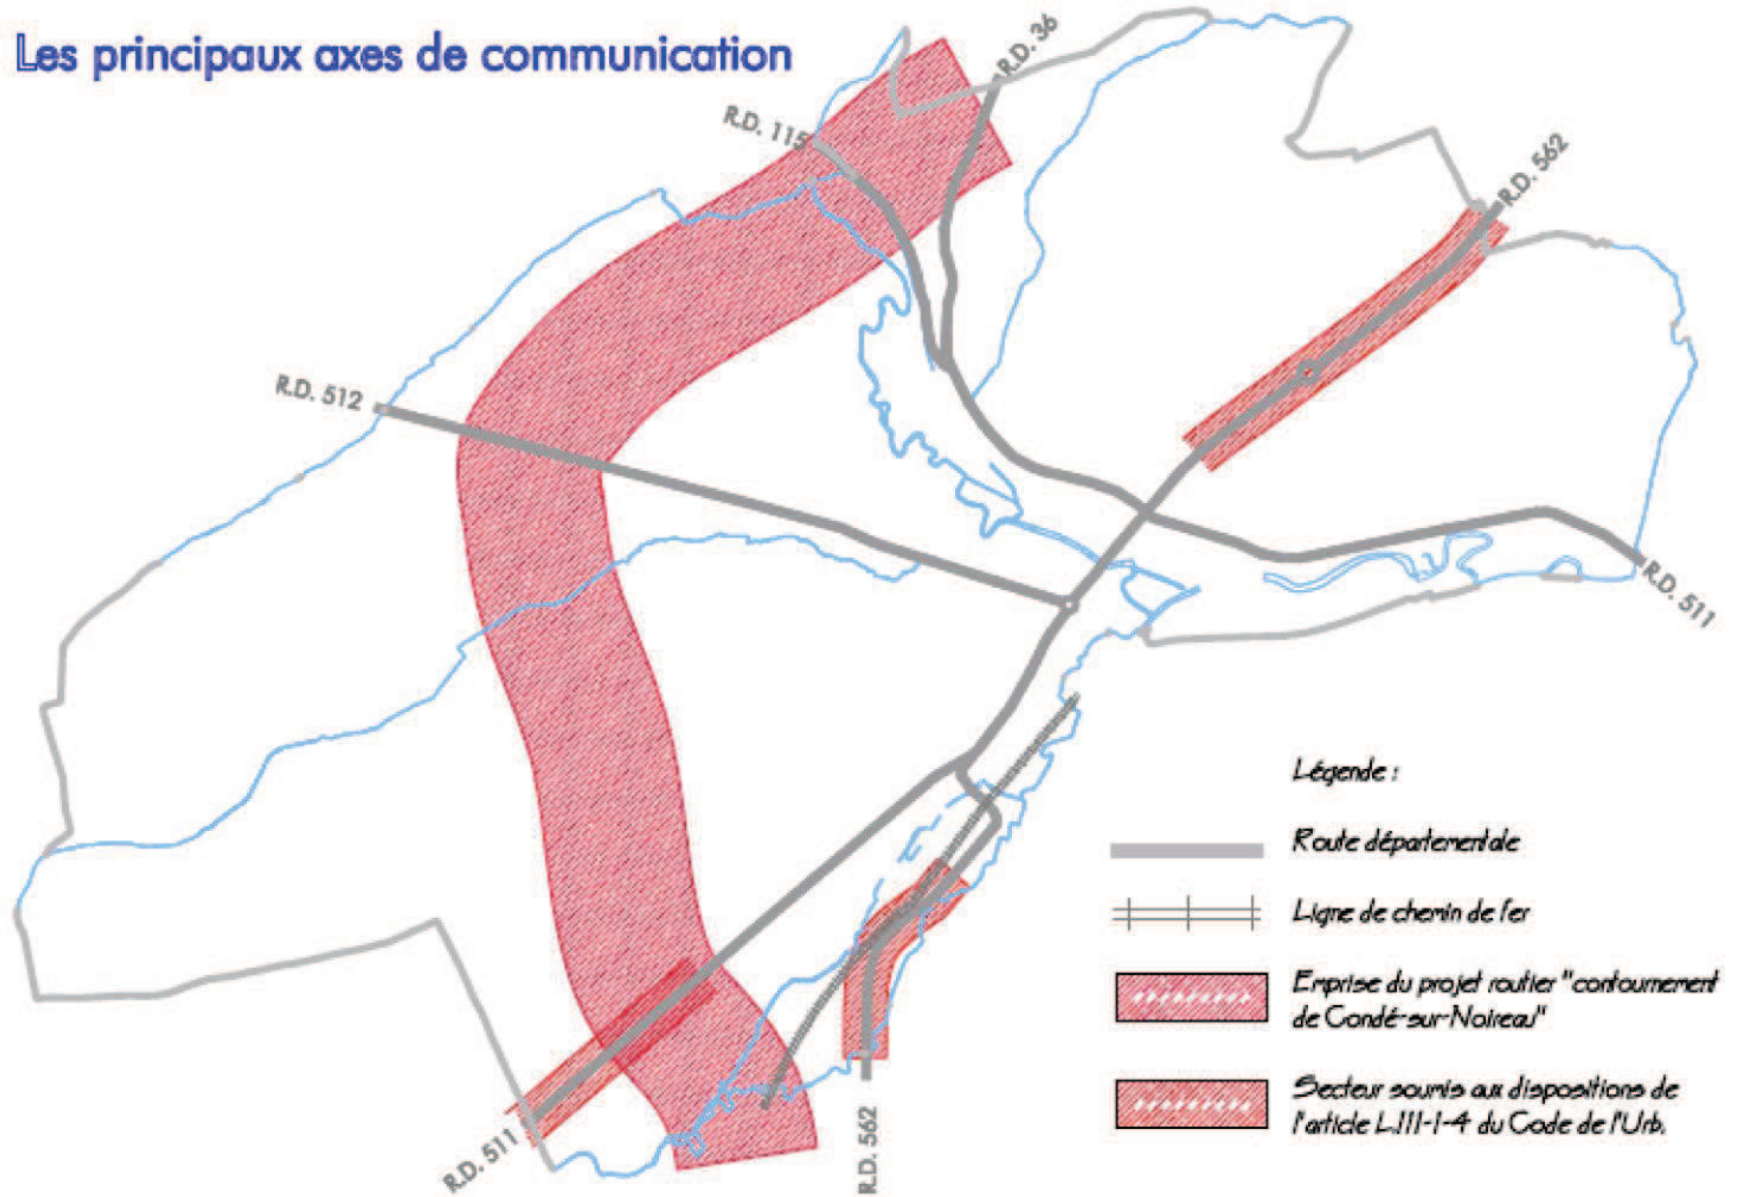 Les principaux axes de communication
R.D. 36
R.D. 115
R.D. 562
R.D. 512
R.D. 511
Légende :
Route départementale
Ligne de chemin de fer
Emprise du projet routier "contournement
de Condé-sur-Noireau"
Secteur soumis aux dispositions de
l'article L.111-1-4 du Code de l'Urb.
R.D. 511
R.D. 562